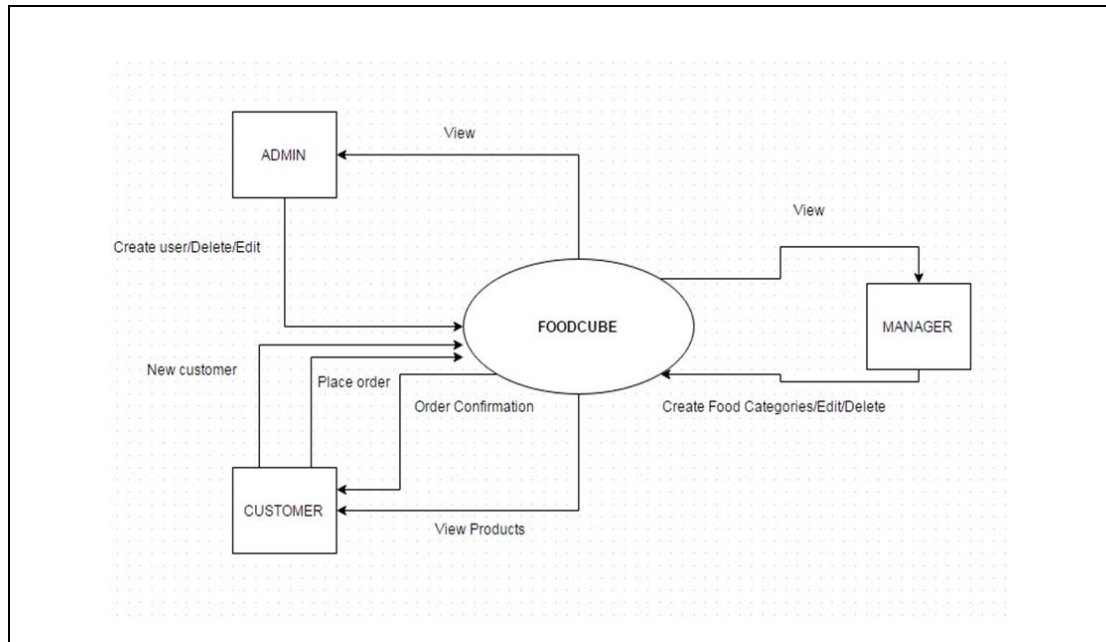 View
ADMIN
View
Create user/Delete/Edit
FOODCUBE
MANAGER
New customer
Place order
Order Confirmation
Create Food Categories/Edit/Delete
CUSTOMER
View Products